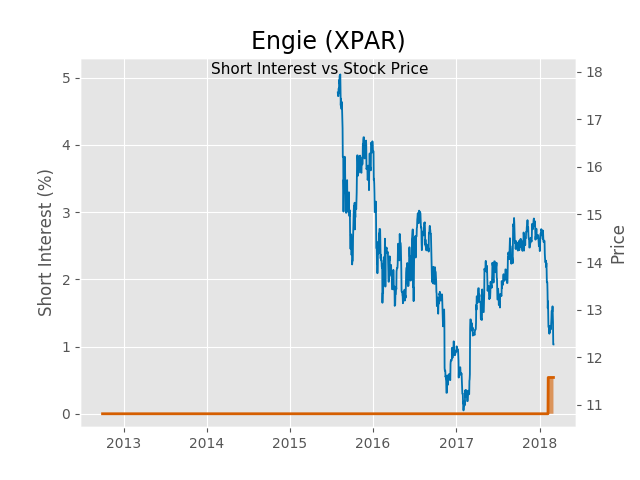 Engie (XPAR)
Short Interest vs Stock Price
Short Interest (%)
5
4
3
2
1
0
18
17
16
15
14
13
12
11
Price
2013 2014 2015 2016 2017 2018